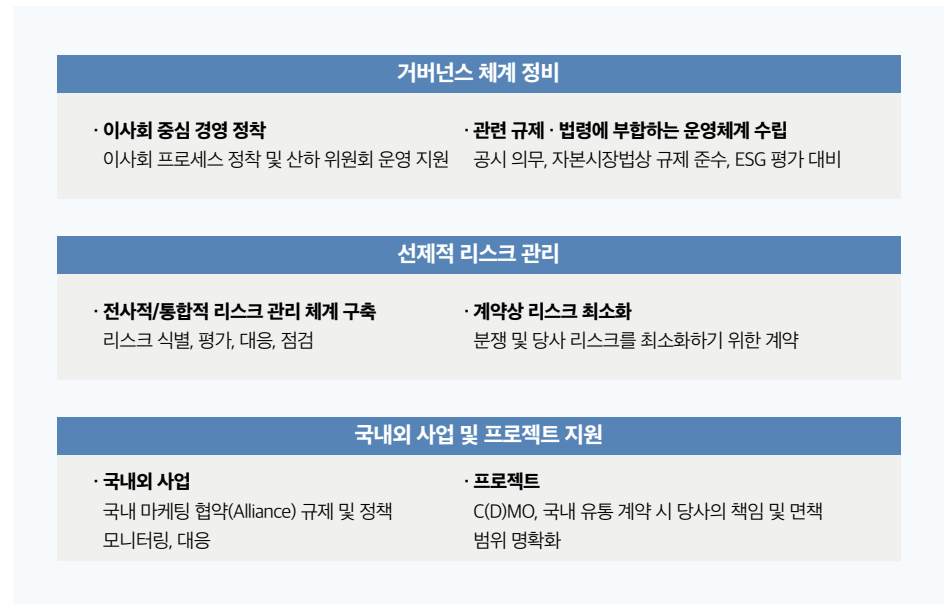 거버넌스 체계 정비
· 이사회 중심 경영 정착
이사회 프로세스 정착 및 산하 위원회 운영 지원
· 관련 규제 · 법령에 부합하는 운영체계 수립
공시 의무, 자본시장법상 규제 준수, ESG 평가 대비
선제적 리스크 관리
· 전사적/통합적 리스크 관리 체계 구축
리스크 식별, 평가, 대응, 점검
· 계약상 리스크 최소화
분쟁 및 당사 리스크를 최소화하기 위한 계약
국내외 사업 및 프로젝트 지원
· 국내외 사업
국내 마케팅 협약(Alliance) 규제 및 정책
모니터링, 대응
· 프로젝트
C(D)MO, 국내 유통 계약 시 당사의 책임 및 면책
범위 명확화